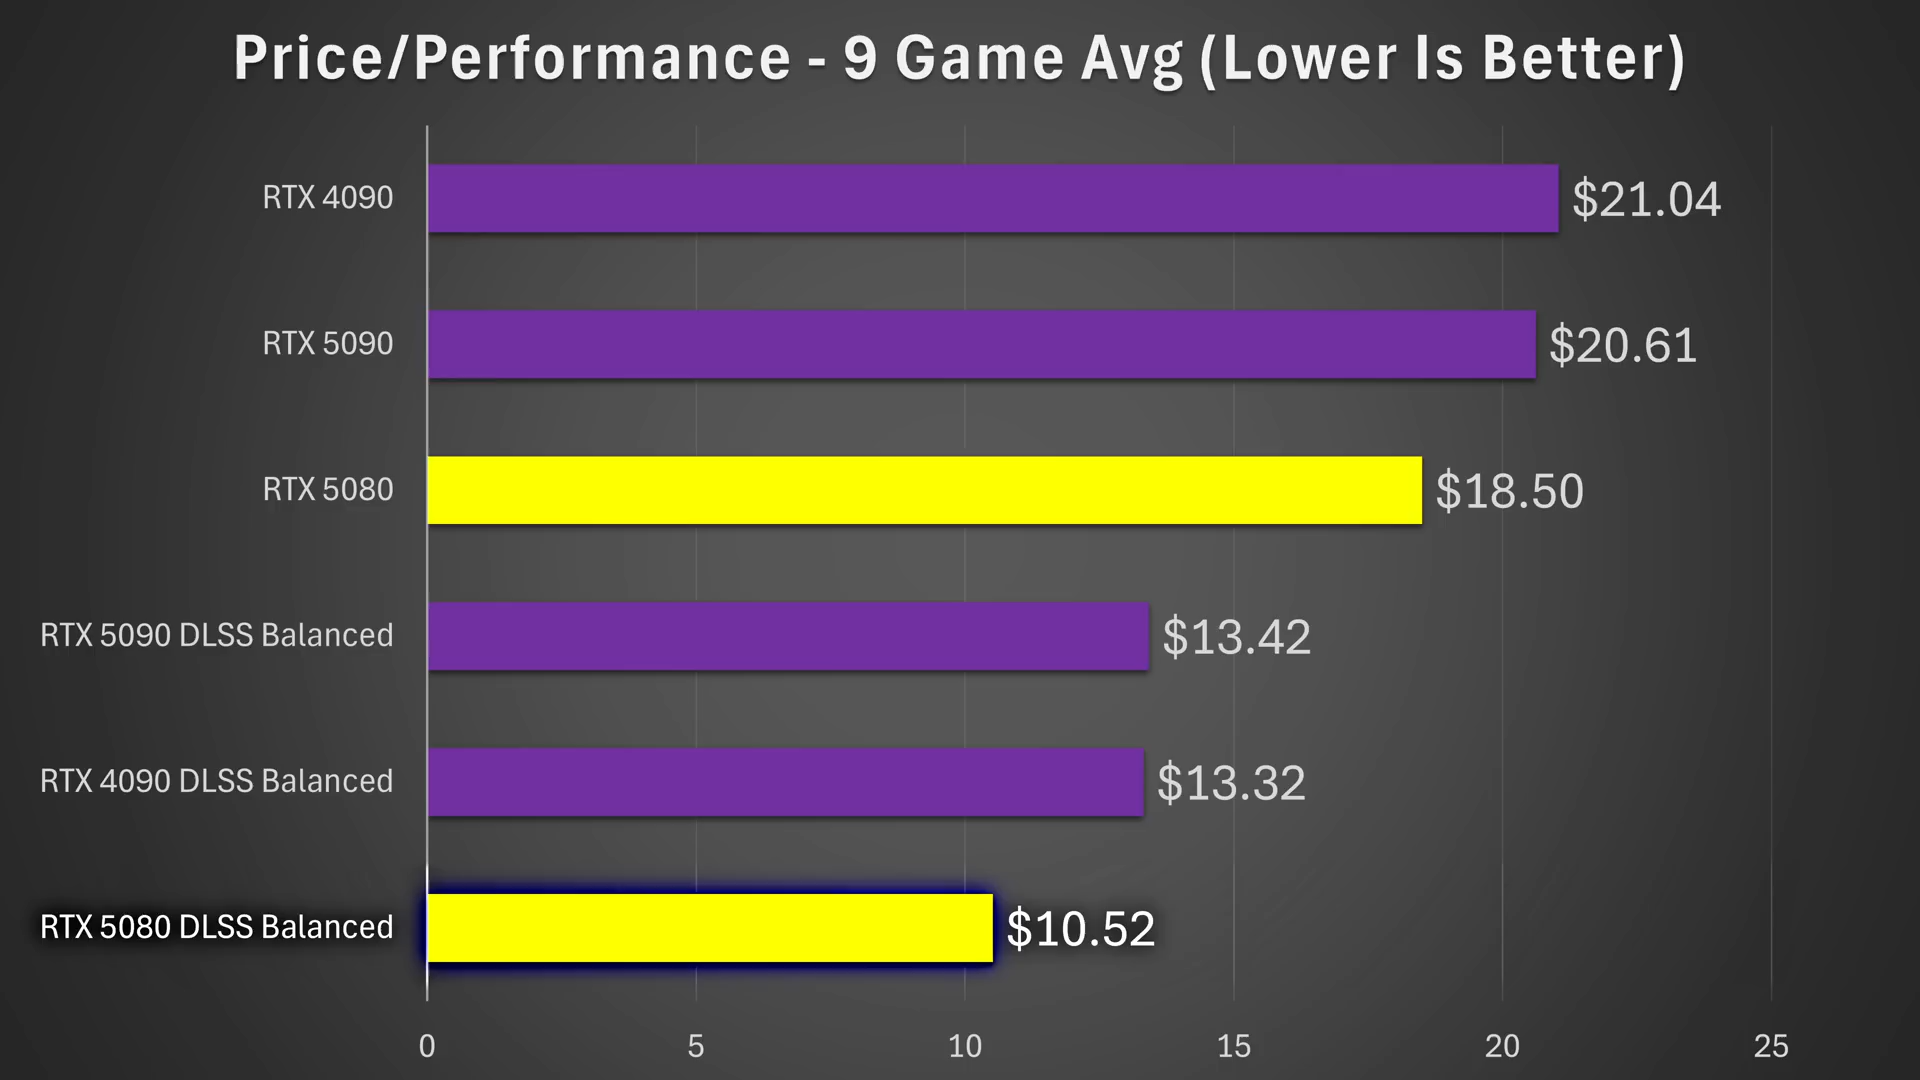 Price/Performance - 9 Game Avg (Lower Is Better)
RTX 4090 $21.04
RTX 5090 $20.61
RTX 5080 $18.50
RTX 5090 DLSS Balanced $13.42
RTX 4090 DLSS Balanced $13.32
RTX 5080 DLSS Balanced $10.52
0 5 10 15 20 25